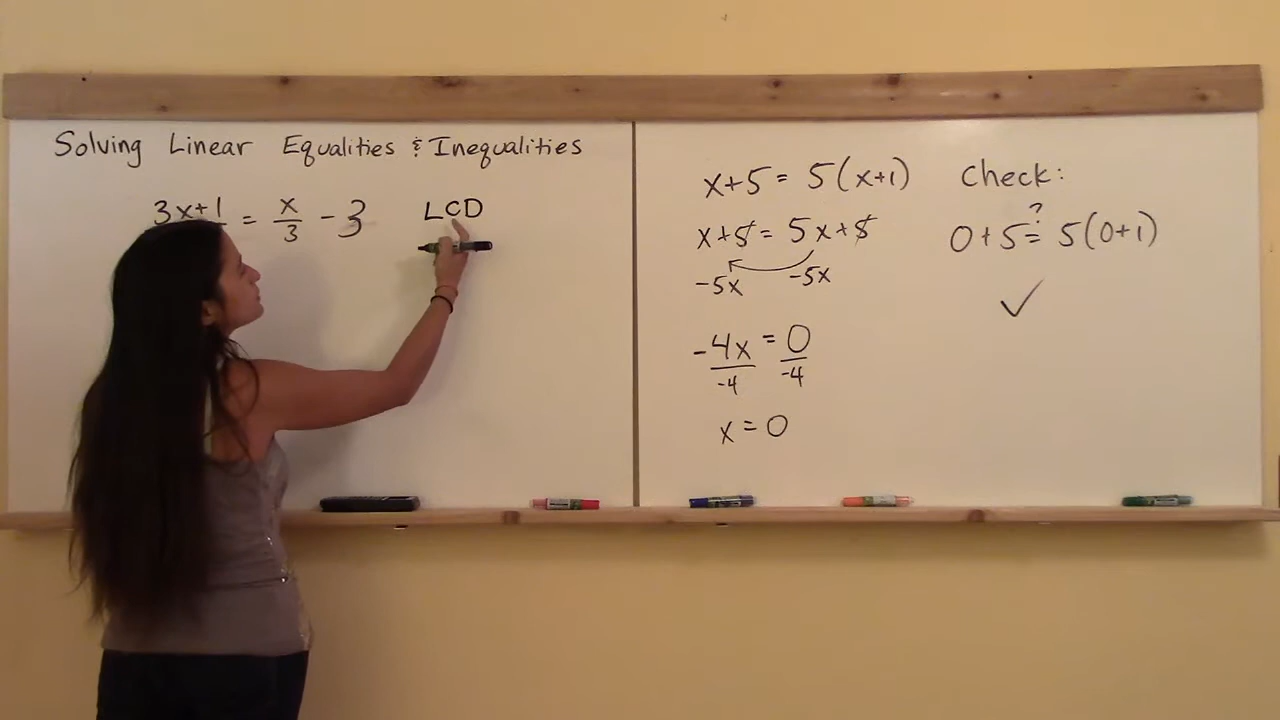 Solving Linear Equalities & Inequalities
3x+1 = x/3 - 3
LCD
x+5 = 5(x+1)
x+5 = 5x+5
-5x -5x
-4x = 0
-4 -4
x = 0
Check:
?
0+5 = 5(0+1)
✓